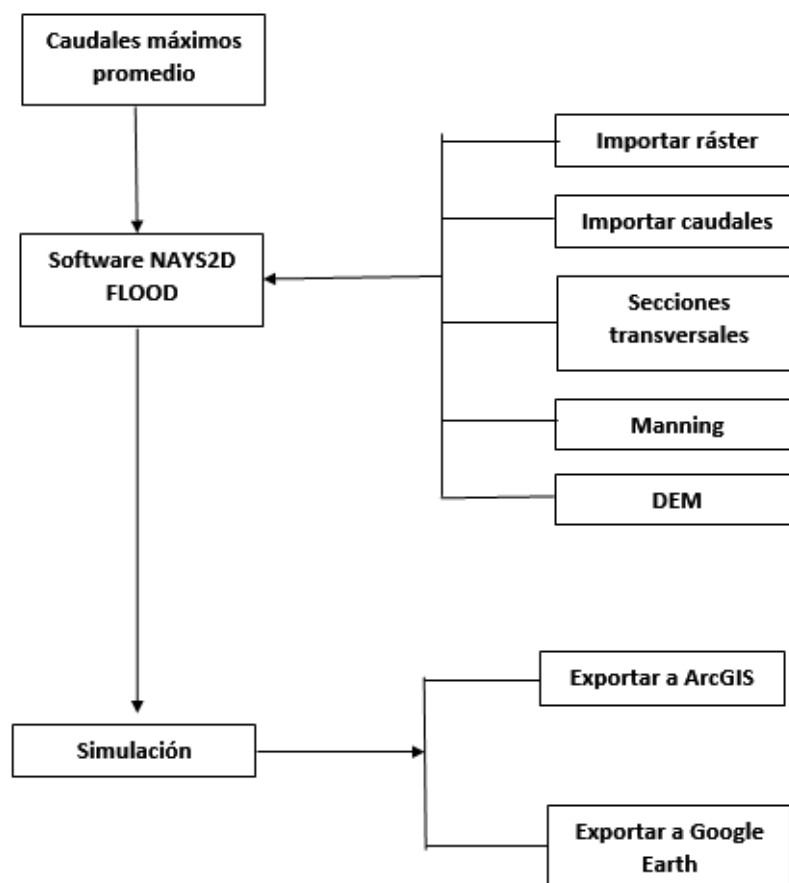 Caudales máximos
promedio
Importar ráster
Importar caudales
Software NAYS2D
FLOOD
Secciones
transversales
Manning
DEM
Exportar a ArcGIS
Simulación
Exportar a Google
Earth